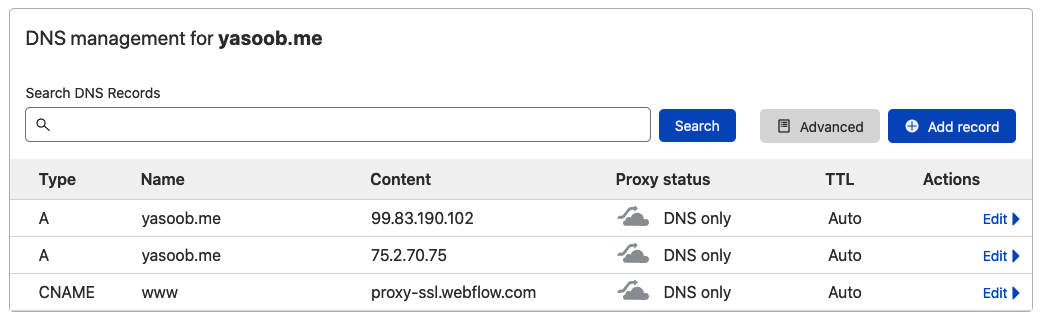 DNS management for yasoob.me
Search DNS Records
Search Advanced Add record
Type Name Content Proxy status TTL Actions
A yasoob.me 99.83.190.102 DNS only Auto Edit
A yasoob.me 75.2.70.75 DNS only Auto Edit
CNAME www proxy-ssl.webflow.com DNS only Auto Edit